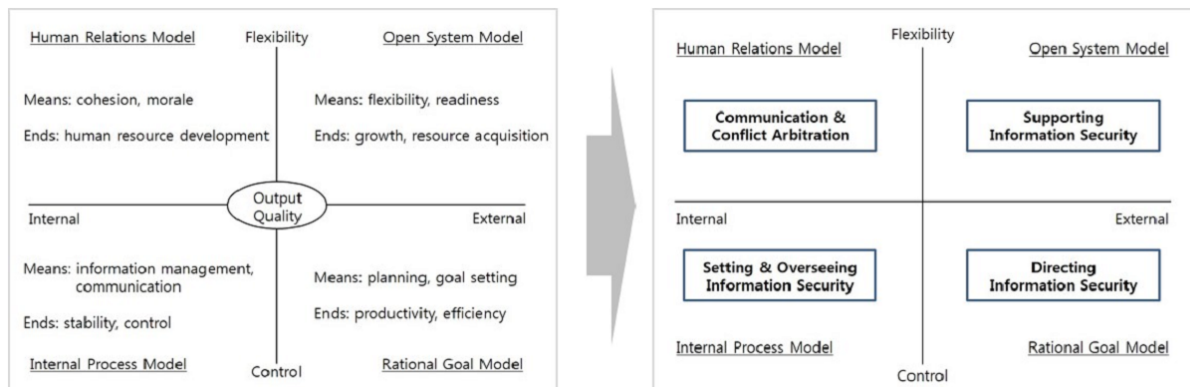 Human Relations Model
Flexibility
Open System Model
Means: cohesion, morale
Means: flexibility, readiness
Ends: human resource development
Ends: growth, resource acquisition
Output
Quality
Internal
External
Means: information management,
communication
Means: planning, goal setting
Ends: stability, control
Ends: productivity, efficiency
Internal Process Model
Control
Rational Goal Model
Human Relations Model
Flexibility
Open System Model
Communication &
Conflict Arbitration
Supporting
Information Security
Internal
External
Setting & Overseeing
Information Security
Directing
Information Security
Internal Process Model
Rational Goal Model
Control